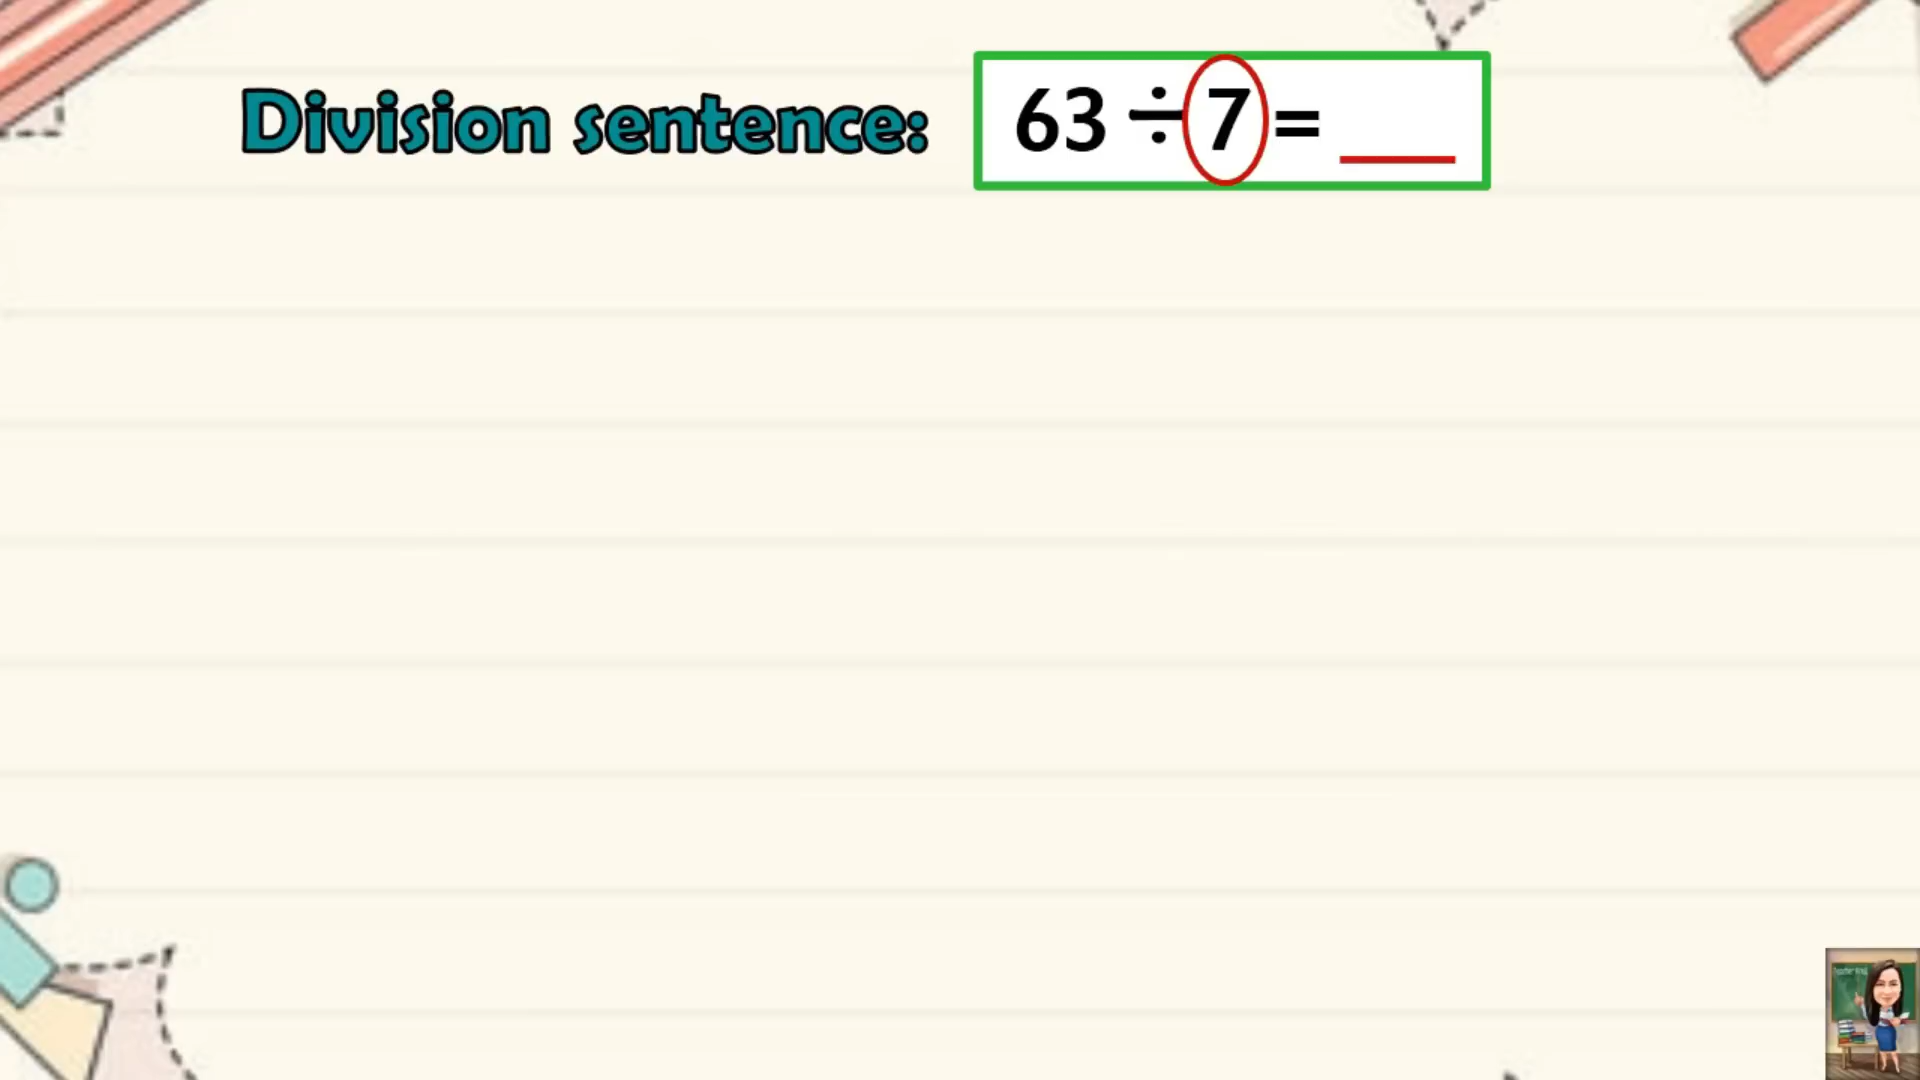 Division sentence: 63 ÷ 7 = ___